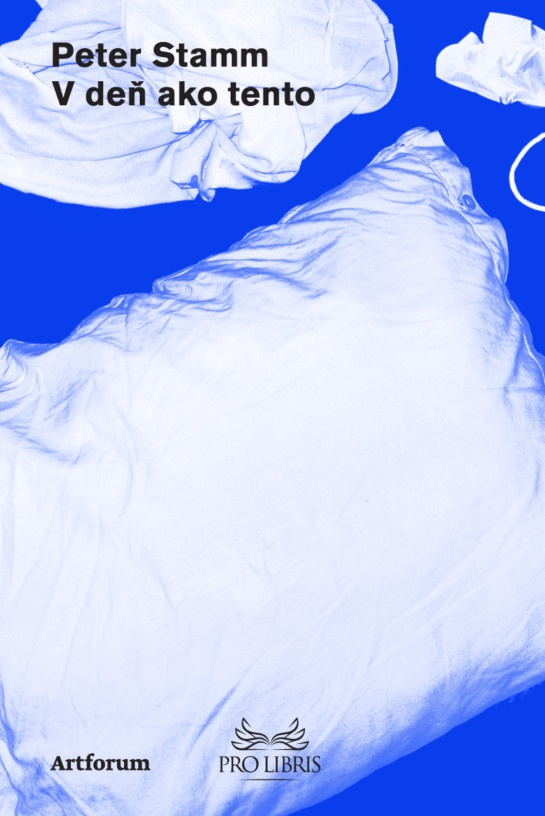 Peter Stamm
V deň ako tento
Artforum
PRO LIBRIS